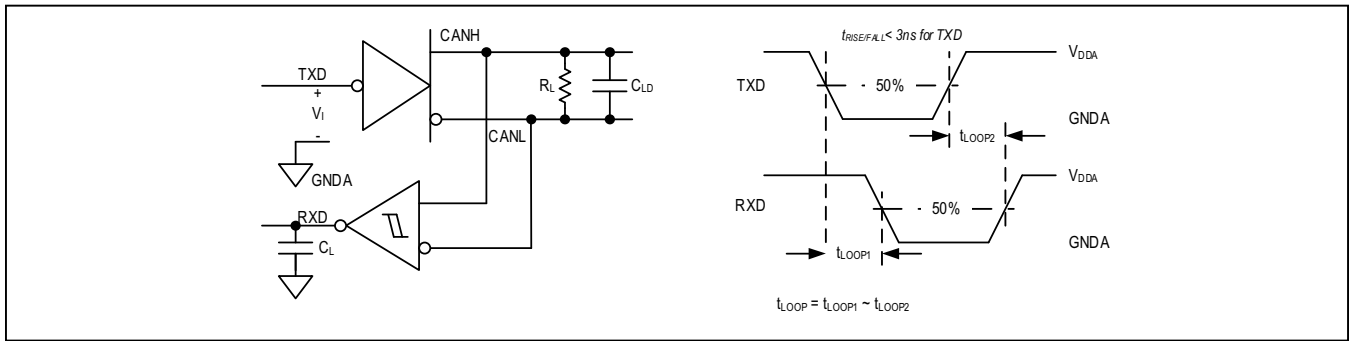 CANH
TXD
+
VI
-
GNDA
RL
CLD
CANL
RXD
CL
tRISE/FALL< 3ns for TXD
TXD
50%
VDDA
GNDA
tLOOP2
RXD
50%
VDDA
GNDA
tLOOP1
tLOOP = tLOOP1 ~ tLOOP2